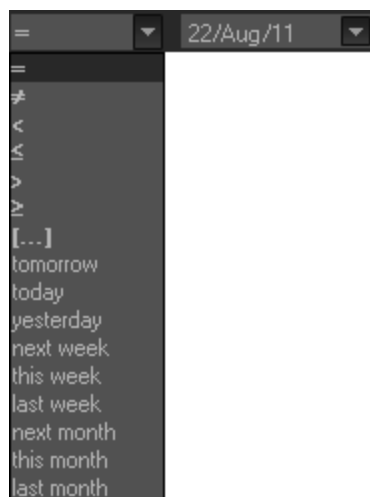 = 22/Aug/11
=
≠
<
≤
>
≥
[...]
tomorrow
today
yesterday
next week
this week
last week
next month
this month
last month